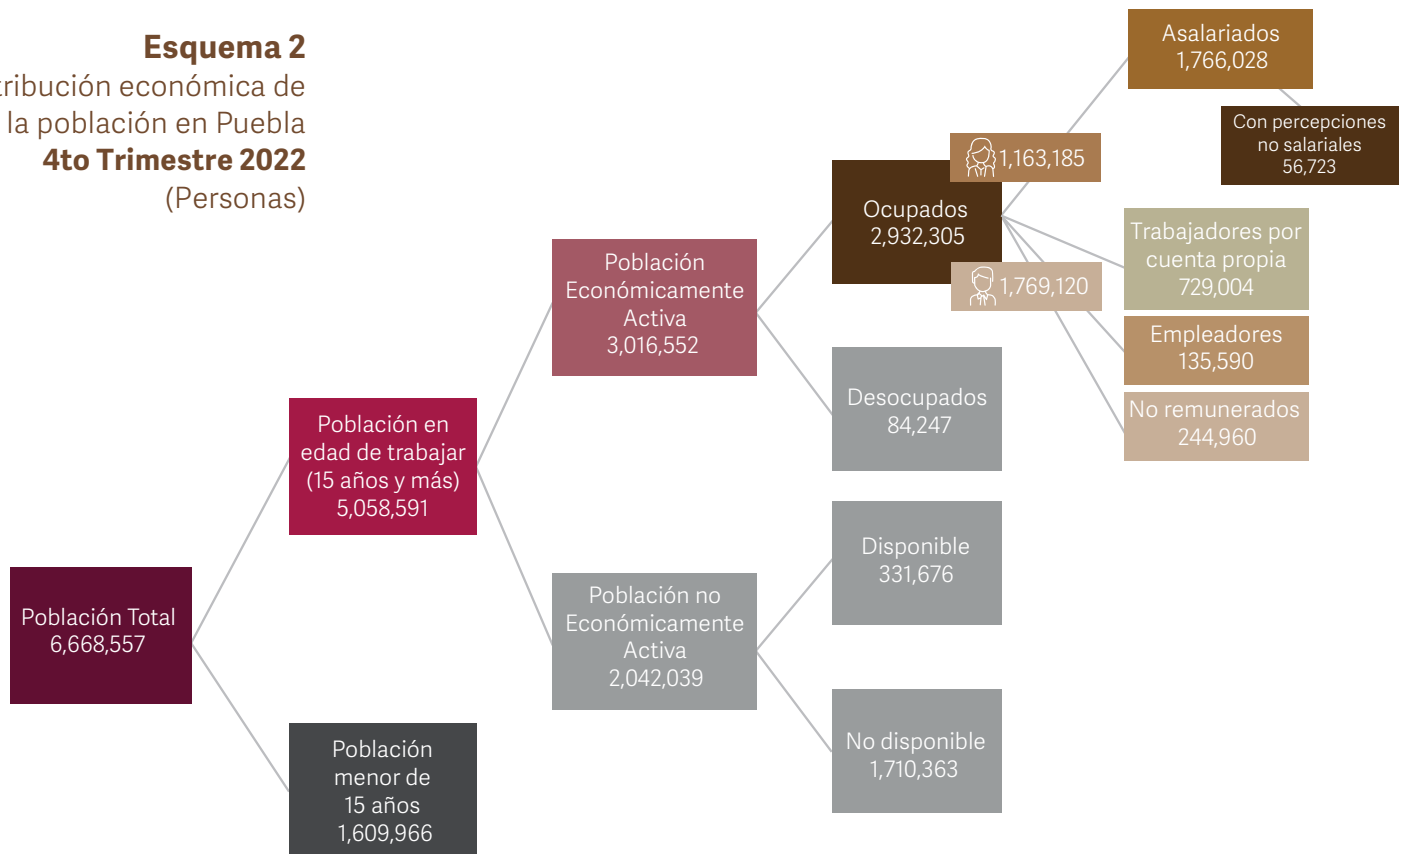 Esquema 2
tribución económica de
la población en Puebla
4to Trimestre 2022
(Personas)
Población Total
6,668,557
Población en
edad de trabajar
(15 años y más)
5,058,591
Población
menor de
15 años
1,609,966
Población
Económicamente
Activa
3,016,552
Población no
Económicamente
Activa
2,042,039
Ocupados
2,932,305
1,163,185
1,769,120
Desocupados
84,247
Disponible
331,676
No disponible
1,710,363
Asalariados
1,766,028
Con percepciones
no salariales
56,723
Trabajadores por
cuenta propia
729,004
Empleadores
135,590
No remunerados
244,960